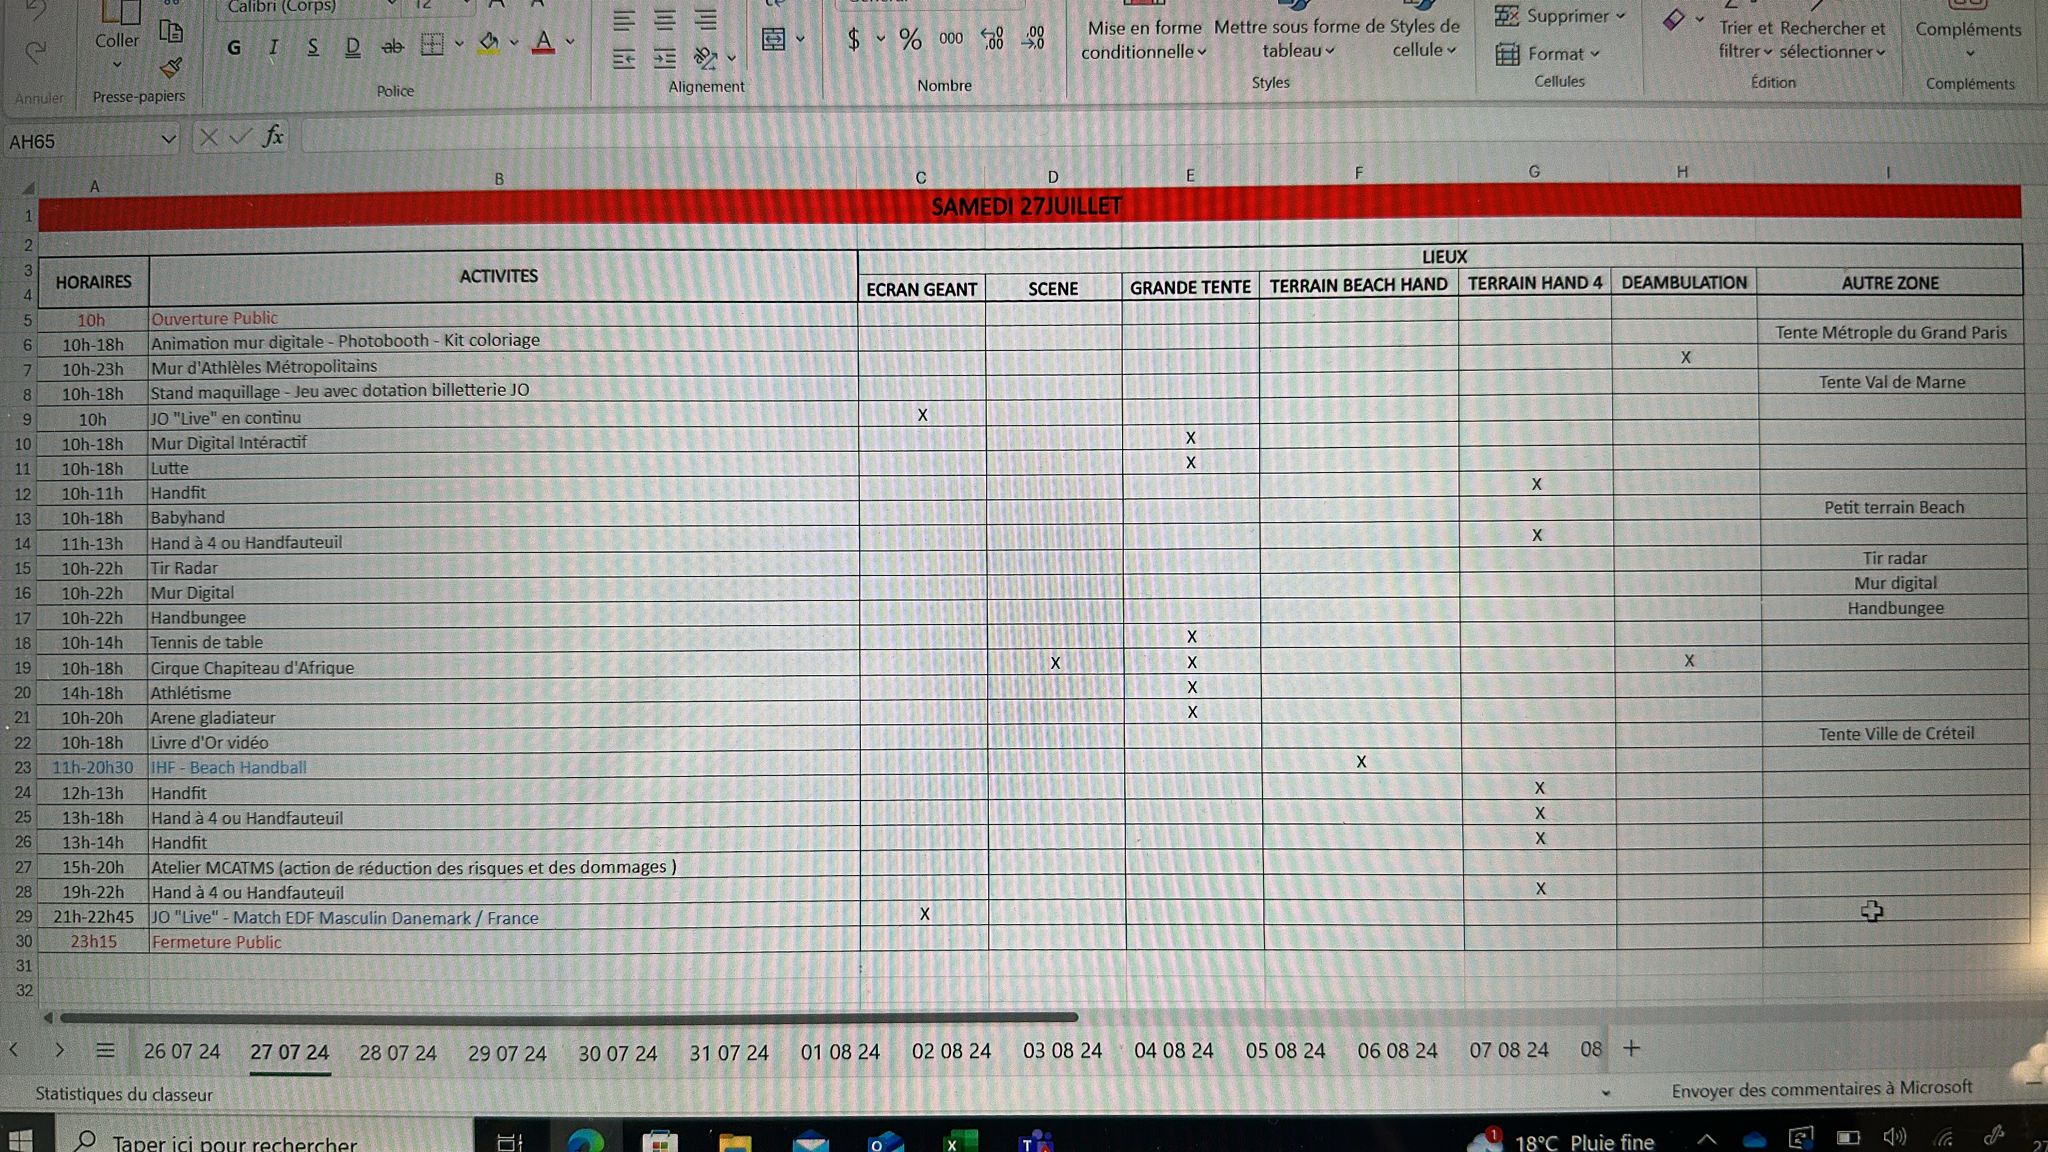 Calibri (Corps) 12
Coller
Annuler
Presse-papiers
G I S D ab A
Police
Alignement
$ % 000
Nombre
Mise en forme conditionnelle
Mettre sous forme de tableau
Styles de cellule
Styles
Supprimer
Format
Cellules
Trier et filtrer
Rechercher et sélectionner
Édition
Compléments
Compléments
AH65 fx
A B C D E F G H I
1 SAMEDI 27JUILLET
2
3 HORAIRES ACTIVITES LIEUX
4 ECRAN GEANT SCENE GRANDE TENTE TERRAIN BEACH HAND TERRAIN HAND 4 DEAMBULATION AUTRE ZONE
5 10h Ouverture Public
6 10h-18h Animation mur digitale - Photobooth - Kit coloriage Tente Métrople du Grand Paris
7 10h-23h Mur d'Athlèles Métropolitains X
8 10h-18h Stand maquillage - Jeu avec dotation billetterie JO Tente Val de Marne
9 10h JO "Live" en continu X
10 10h-18h Mur Digital Intéractif X
11 10h-18h Lutte X
12 10h-11h Handfit X
13 10h-18h Babyhand Petit terrain Beach
14 11h-13h Hand à 4 ou Handfauteuil X
15 10h-22h Tir Radar Tir radar
16 10h-22h Mur Digital Mur digital
17 10h-22h Handbungee Handbungee
18 10h-14h Tennis de table X
19 10h-18h Cirque Chapiteau d'Afrique X X X
20 14h-18h Athlétisme X
21 10h-20h Arene gladiateur X
22 10h-18h Livre d'Or vidéo Tente Ville de Créteil
23 11h-20h30 IHF - Beach Handball X
24 12h-13h Handfit X
25 13h-18h Hand à 4 ou Handfauteuil X
26 13h-14h Handfit X
27 15h-20h Atelier MCATMS (action de réduction des risques et des dommages )
28 19h-22h Hand à 4 ou Handfauteuil X
29 21h-22h45 JO "Live" - Match EDF Masculin Danemark / France X
30 23h15 Fermeture Public
31
32
26 07 24 27 07 24 28 07 24 29 07 24 30 07 24 31 07 24 01 08 24 02 08 24 03 08 24 04 08 24 05 08 24 06 08 24 07 08 24 08 +
Statistiques du classeur Envoyer des commentaires à Microsoft
Taper ici pour rechercher 1 18°C Pluie fine